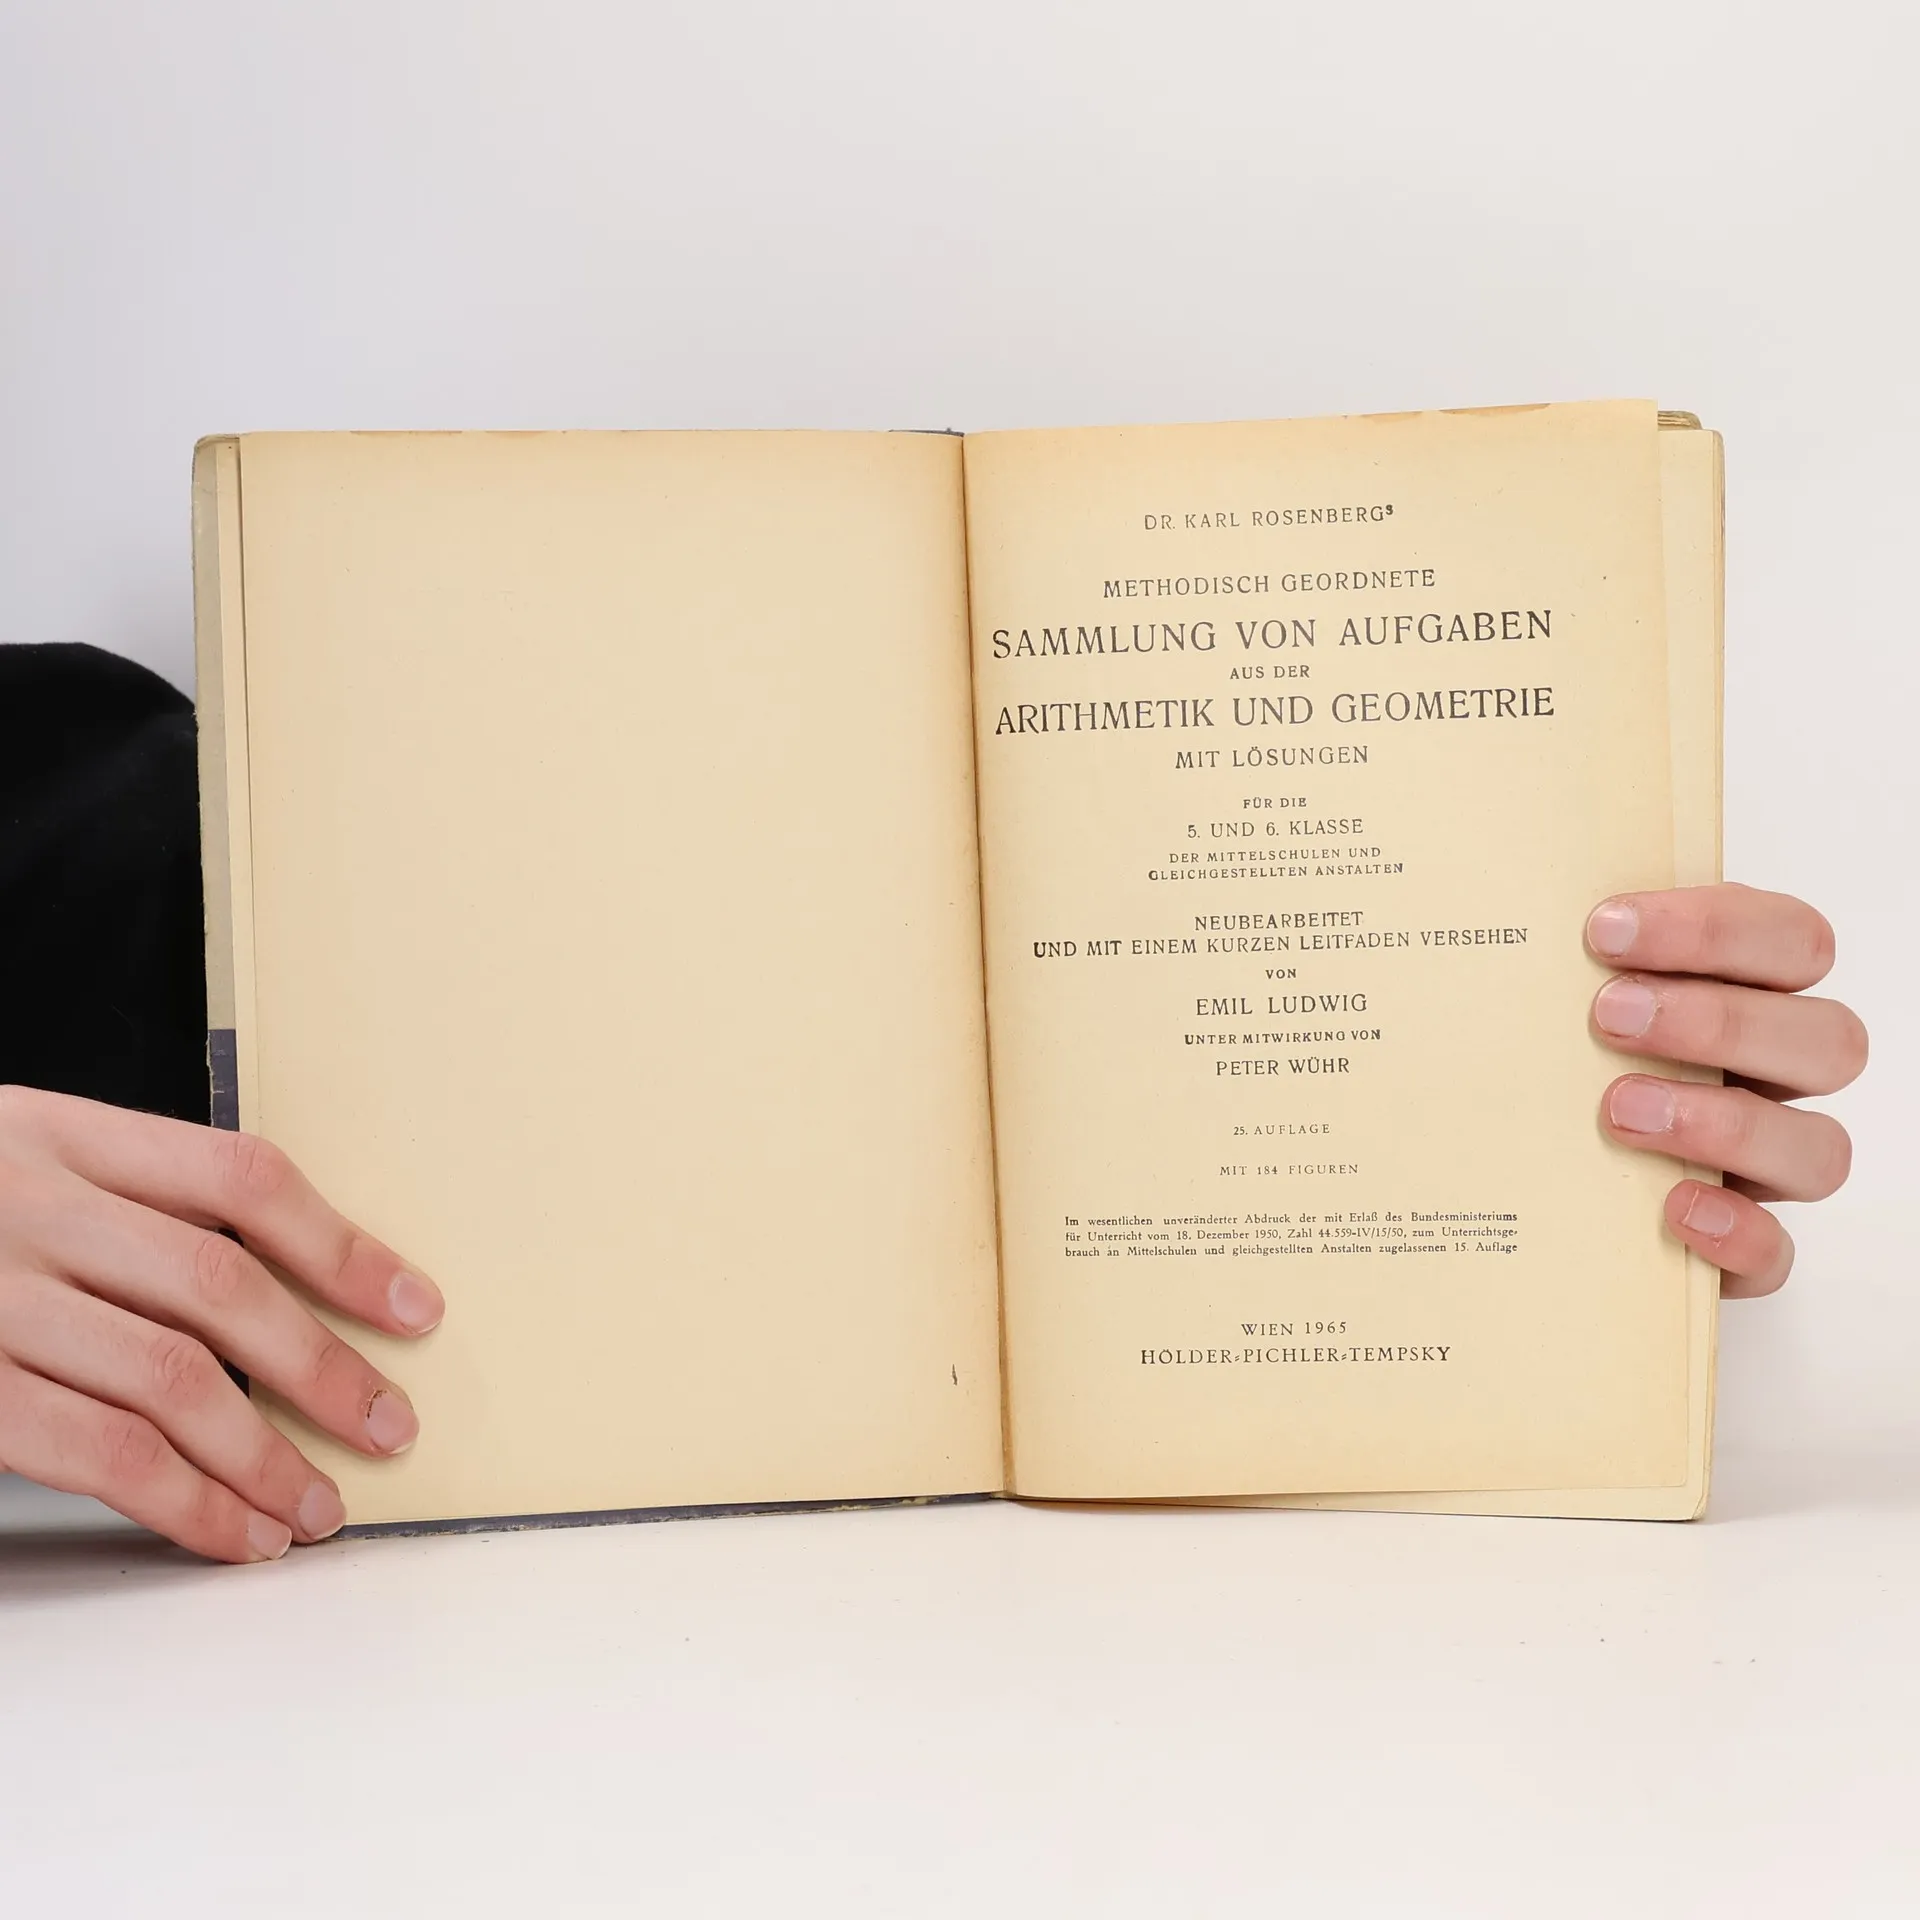 DR. KARL ROSENBERGS
METHODISCH GEORDNETE
SAMMLUNG VON AUFGABEN
AUS DER
ARITHMETIK UND GEOMETRIE
MIT LÖSUNGEN
FÜR DIE
5. UND 6. KLASSE
DER MITTELSCHULEN UND
GLEICHGESTELLTEN ANSTALTEN
NEUBEARBEITET
UND MIT EINEM KURZEN LEITFADEN VERSEHEN
VON
EMIL LUDWIG
UNTER MITWIRKUNG VON
PETER WÜHR
25. AUFLAGE
MIT 184 FIGUREN
Im wesentlichen unveränderter Abdruck der mit Erlaß des Bundesministeriums
für Unterricht vom 18. Dezember 1950, Zahl 44.559-IV/15/50, zum Unterrichtsge-
brauch an Mittelschulen und gleichgestellten Anstalten zugelassenen 15. Auflage
WIEN 1965
HÖLDER-PICHLER-TEMPSKY